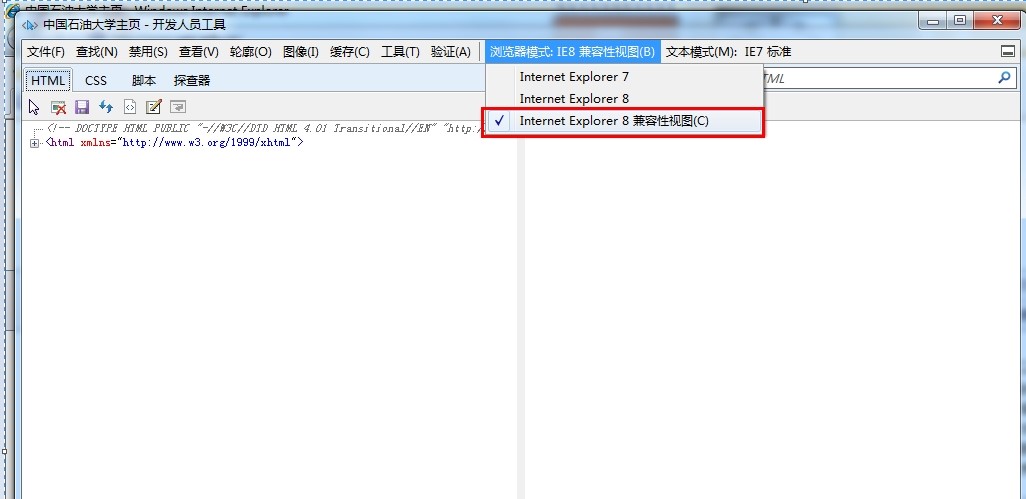 中国石油大学主页 - Windows Internet Explorer
中国石油大学主页 - 开发人员工具
文件(F) 查找(N) 禁用(S) 查看(V) 轮廓(O) 图像(I) 缓存(C) 工具(T) 验证(A) 浏览器模式: IE8 兼容性视图(B) 文本模式(M): IE7 标准
HTML CSS 脚本 探查器
Internet Explorer 7
Internet Explorer 8
✓ Internet Explorer 8 兼容性视图(C)
<!-- DOCTYPE HTML PUBLIC "-//W3C//DTD HTML 4.01 Transitional//EN" "http:/
<html xmlns="http://www.w3.org/1999/xhtml">